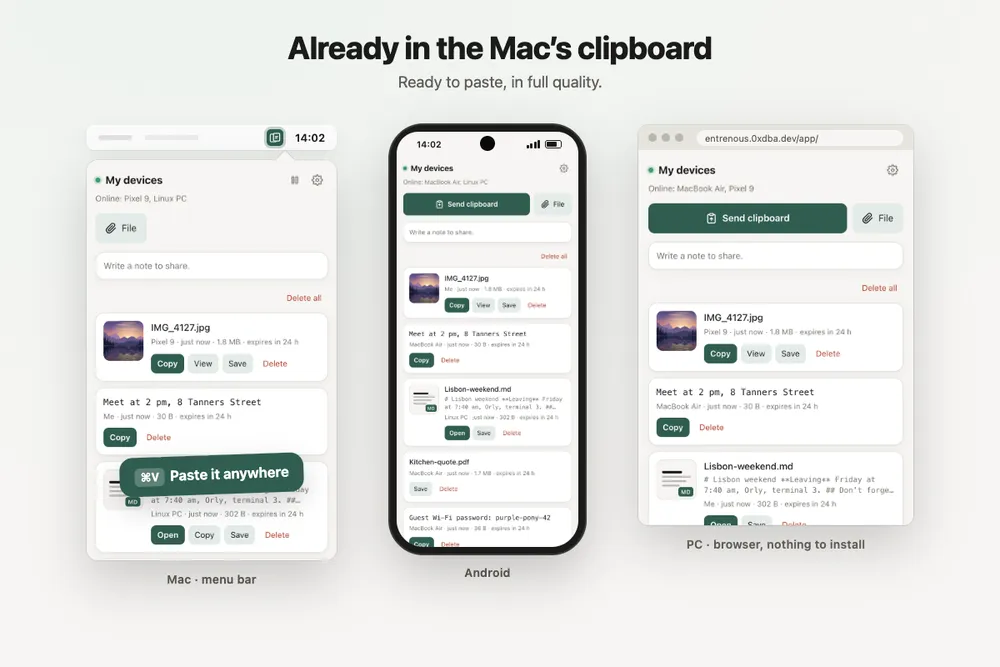 Already in the Mac’s clipboard
Ready to paste, in full quality.
14:02
My devices
Online: Pixel 9, Linux PC
File
Write a note to share.
Delete all
IMG_4127.jpg
Pixel 9 · just now · 1.8 MB · expires in 24 h
Copy View Save Delete
Meet at 2 pm, 8 Tanners Street
Me · just now · 30 B · expires in 24 h
Copy Delete
⌘V Paste it anywhere
MD
at 7:40 am, Orly, terminal 3. ##…
Linux PC · just now · 302 B · expires in 24 h
Open Copy Save Delete
Mac · menu bar
14:02
My devices
Online: MacBook Air, Linux PC
Send clipboard File
Write a note to share.
Delete all
IMG_4127.jpg
Me · just now · 1.8 MB · expires in 24 h
Copy View Save Delete
Meet at 2 pm, 8 Tanners Street
MacBook Air · just now · 30 B · expires in 24 h
Copy Delete
Lisbon-weekend.md
# Lisbon weekend **Leaving** Friday
at 7:40 am, Orly, terminal 3. ##…
MD
Linux PC · just now · 302 B · expires in 24 h
Open Save Delete
Kitchen-quote.pdf
MacBook Air · just now · 1.7 MB · expires in 24 h
Save Delete
Guest Wi-Fi password: purple-pony-42
MacBook Air · just now · 36 B · expires in 24 h
Copy Delete
Android
entrenous.0xdba.dev/app/
My devices
Online: MacBook Air, Pixel 9
Send clipboard File
Write a note to share.
Delete all
IMG_4127.jpg
Pixel 9 · just now · 1.8 MB · expires in 24 h
Copy View Save Delete
Meet at 2 pm, 8 Tanners Street
MacBook Air · just now · 30 B · expires in 24 h
Copy Delete
Lisbon-weekend.md
# Lisbon weekend **Leaving** Friday at
7:40 am, Orly, terminal 3. ## Don't forge…
MD
Me · just now · 302 B · expires in 24 h
Open Save Delete
PC · browser, nothing to install